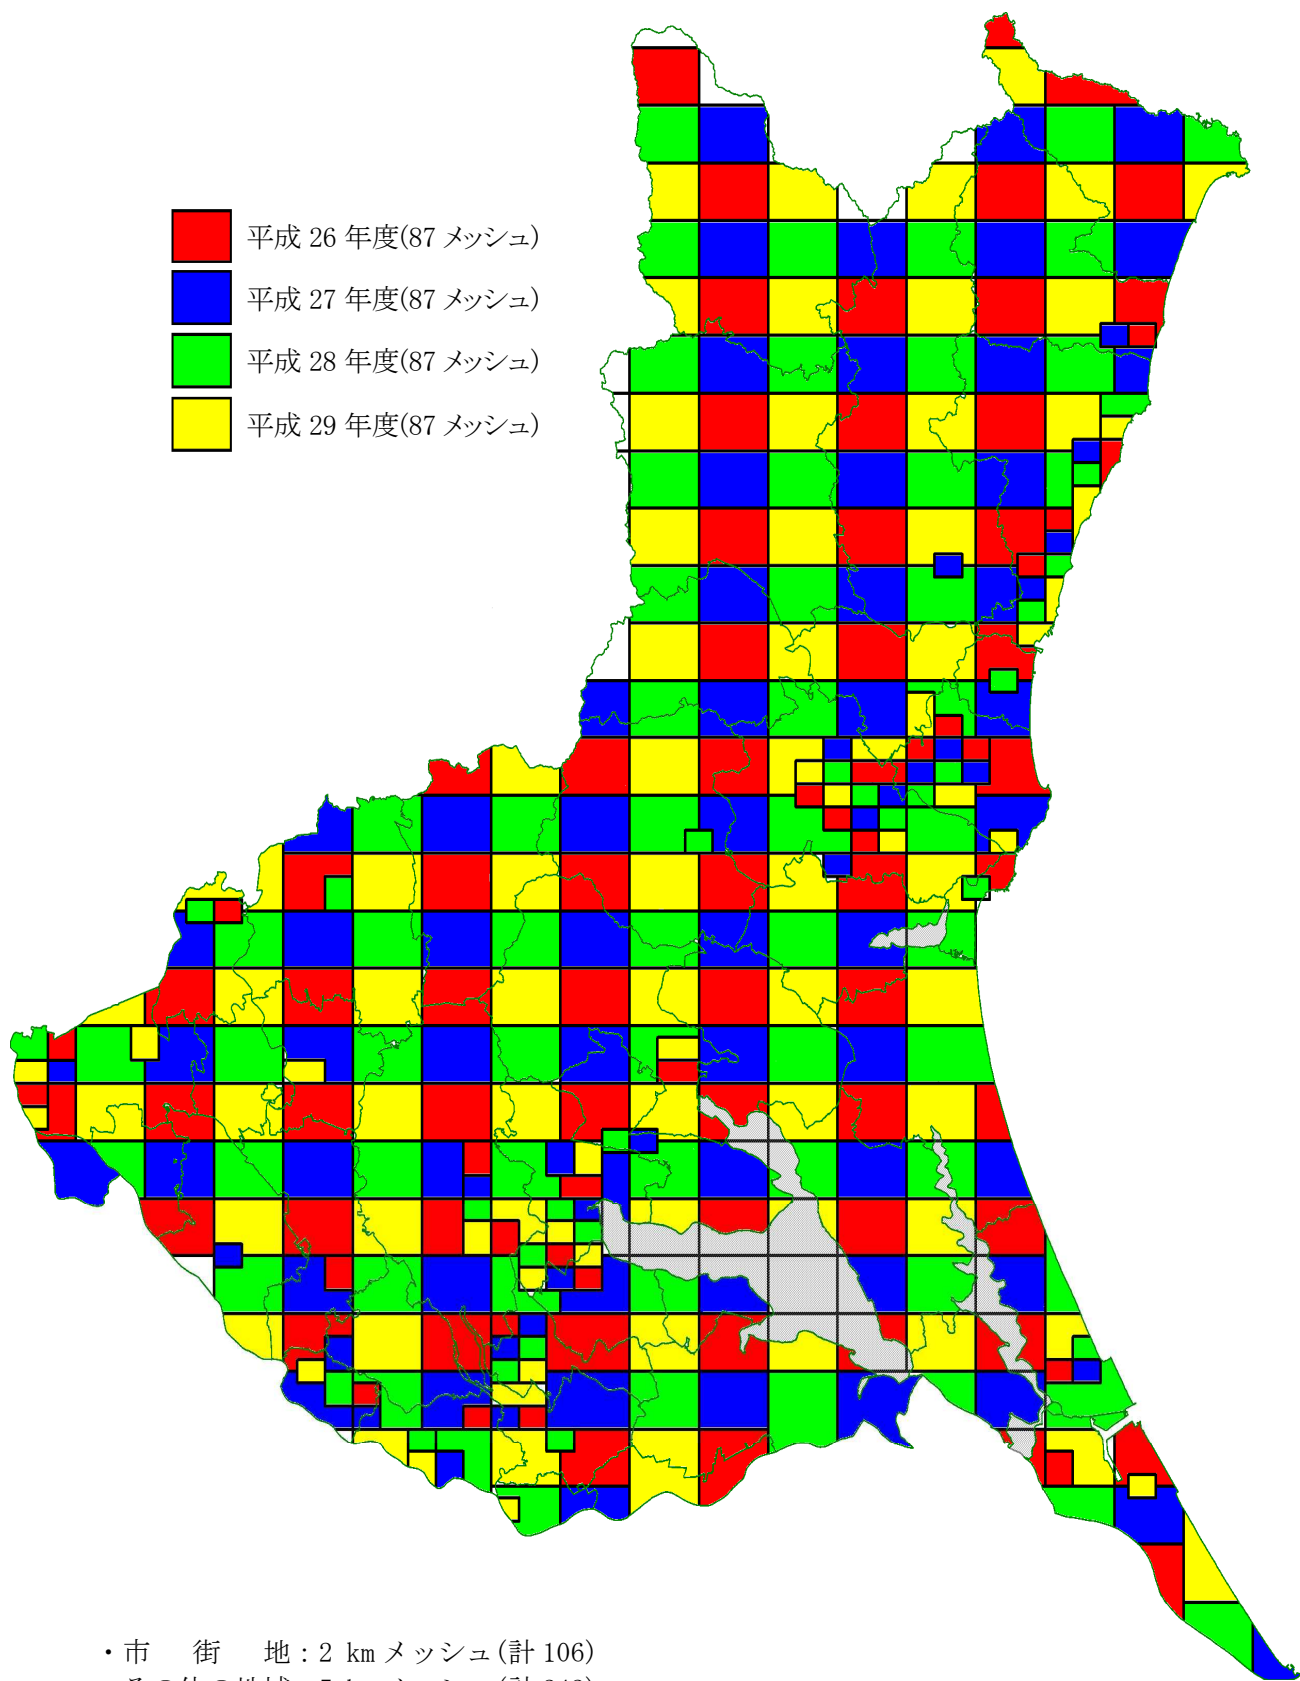 平成 26 年度(87 メッシュ)
平成 27 年度(87 メッシュ)
平成 28 年度(87 メッシュ)
平成 29 年度(87 メッシュ)
・市 街 地：2 km メッシュ(計 106)